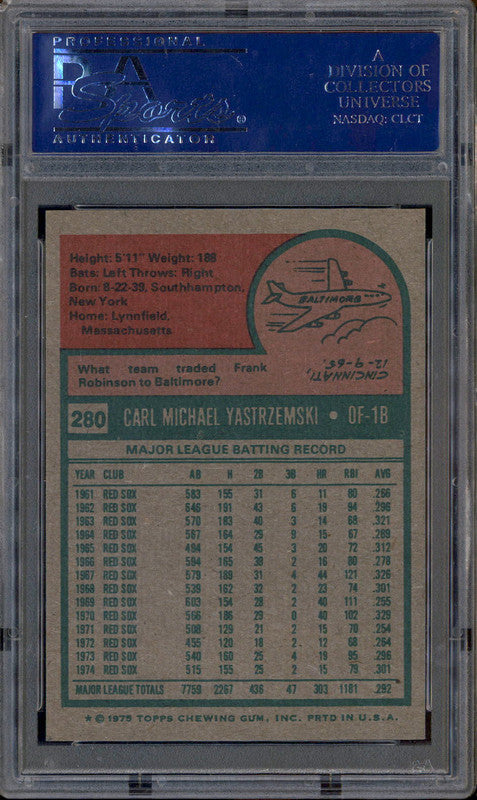 PROFESSIONAL
PSA
Sports ®
AUTHENTICATOR
A
DIVISION OF
COLLECTORS
UNIVERSE
NASDAQ: CLCT
Height: 5'11" Weight: 188
Bats: Left Throws: Right
Born: 8-22-39, Southhampton,
New York
Home: Lynnfield,
Massachusetts
BALTIMORE
What team traded Frank
Robinson to Baltimore?
CINCINNATI,
12-9-65.
280 CARL MICHAEL YASTRZEMSKI • OF-1B
MAJOR LEAGUE BATTING RECORD
YEAR CLUB AB H 2B 3B HR RBI AVG
1961 RED SOX 583 155 31 6 11 80 .266
1962 RED SOX 646 191 43 6 19 94 .296
1963 RED SOX 570 183 40 3 14 68 .321
1964 RED SOX 567 164 29 9 15 67 .289
1965 RED SOX 494 154 45 3 20 72 .312
1966 RED SOX 594 165 38 2 16 80 .278
1967 RED SOX 579 189 31 4 44 121 .326
1968 RED SOX 539 162 32 2 23 74 .301
1969 RED SOX 603 154 28 2 40 111 .255
1970 RED SOX 566 186 29 0 40 102 .329
1971 RED SOX 508 129 21 2 15 70 .254
1972 RED SOX 455 120 18 2 12 68 .264
1973 RED SOX 540 160 25 4 19 95 .296
1974 RED SOX 515 155 25 2 15 79 .301
MAJOR LEAGUE TOTALS 7759 2267 436 47 303 1181 .292
* © 1975 TOPPS CHEWING GUM, INC. PRTD IN U.S.A.